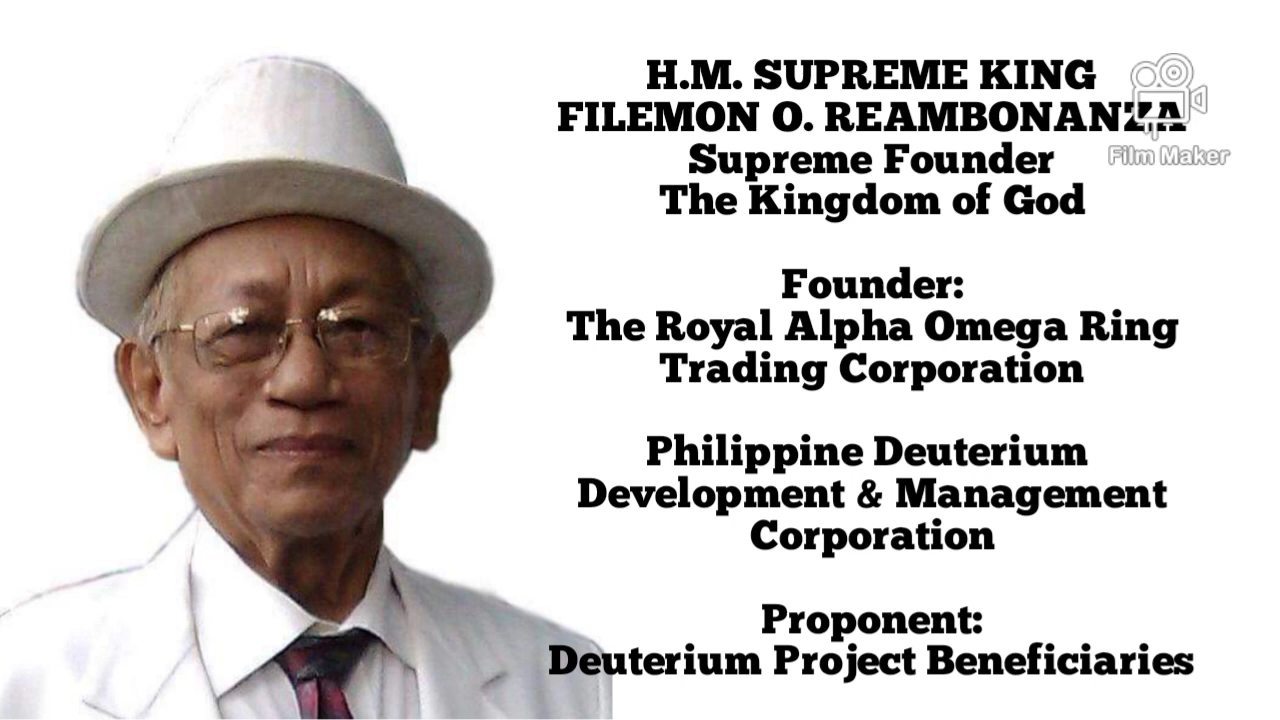 H.M. SUPREME KING
FILEMON O. REAMBONANZA
Supreme Founder
The Kingdom of God
Founder:
The Royal Alpha Omega Ring
Trading Corporation
Philippine Deuterium
Development & Management
Corporation
Proponent:
Deuterium Project Beneficiaries
Film Maker